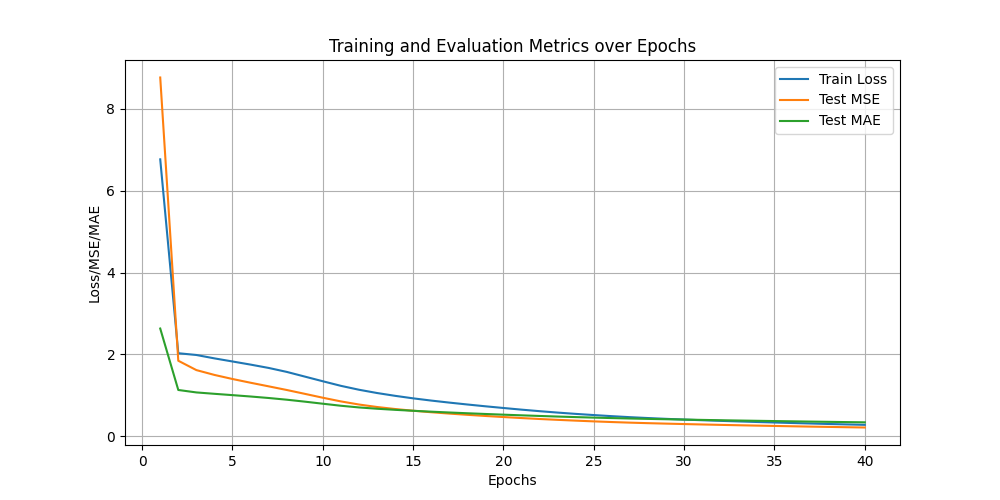 Training and Evaluation Metrics over Epochs
Train Loss
Test MSE
Test MAE
Loss/MSE/MAE
8
6
4
2
0
0 5 10 15 20 25 30 35 40
Epochs